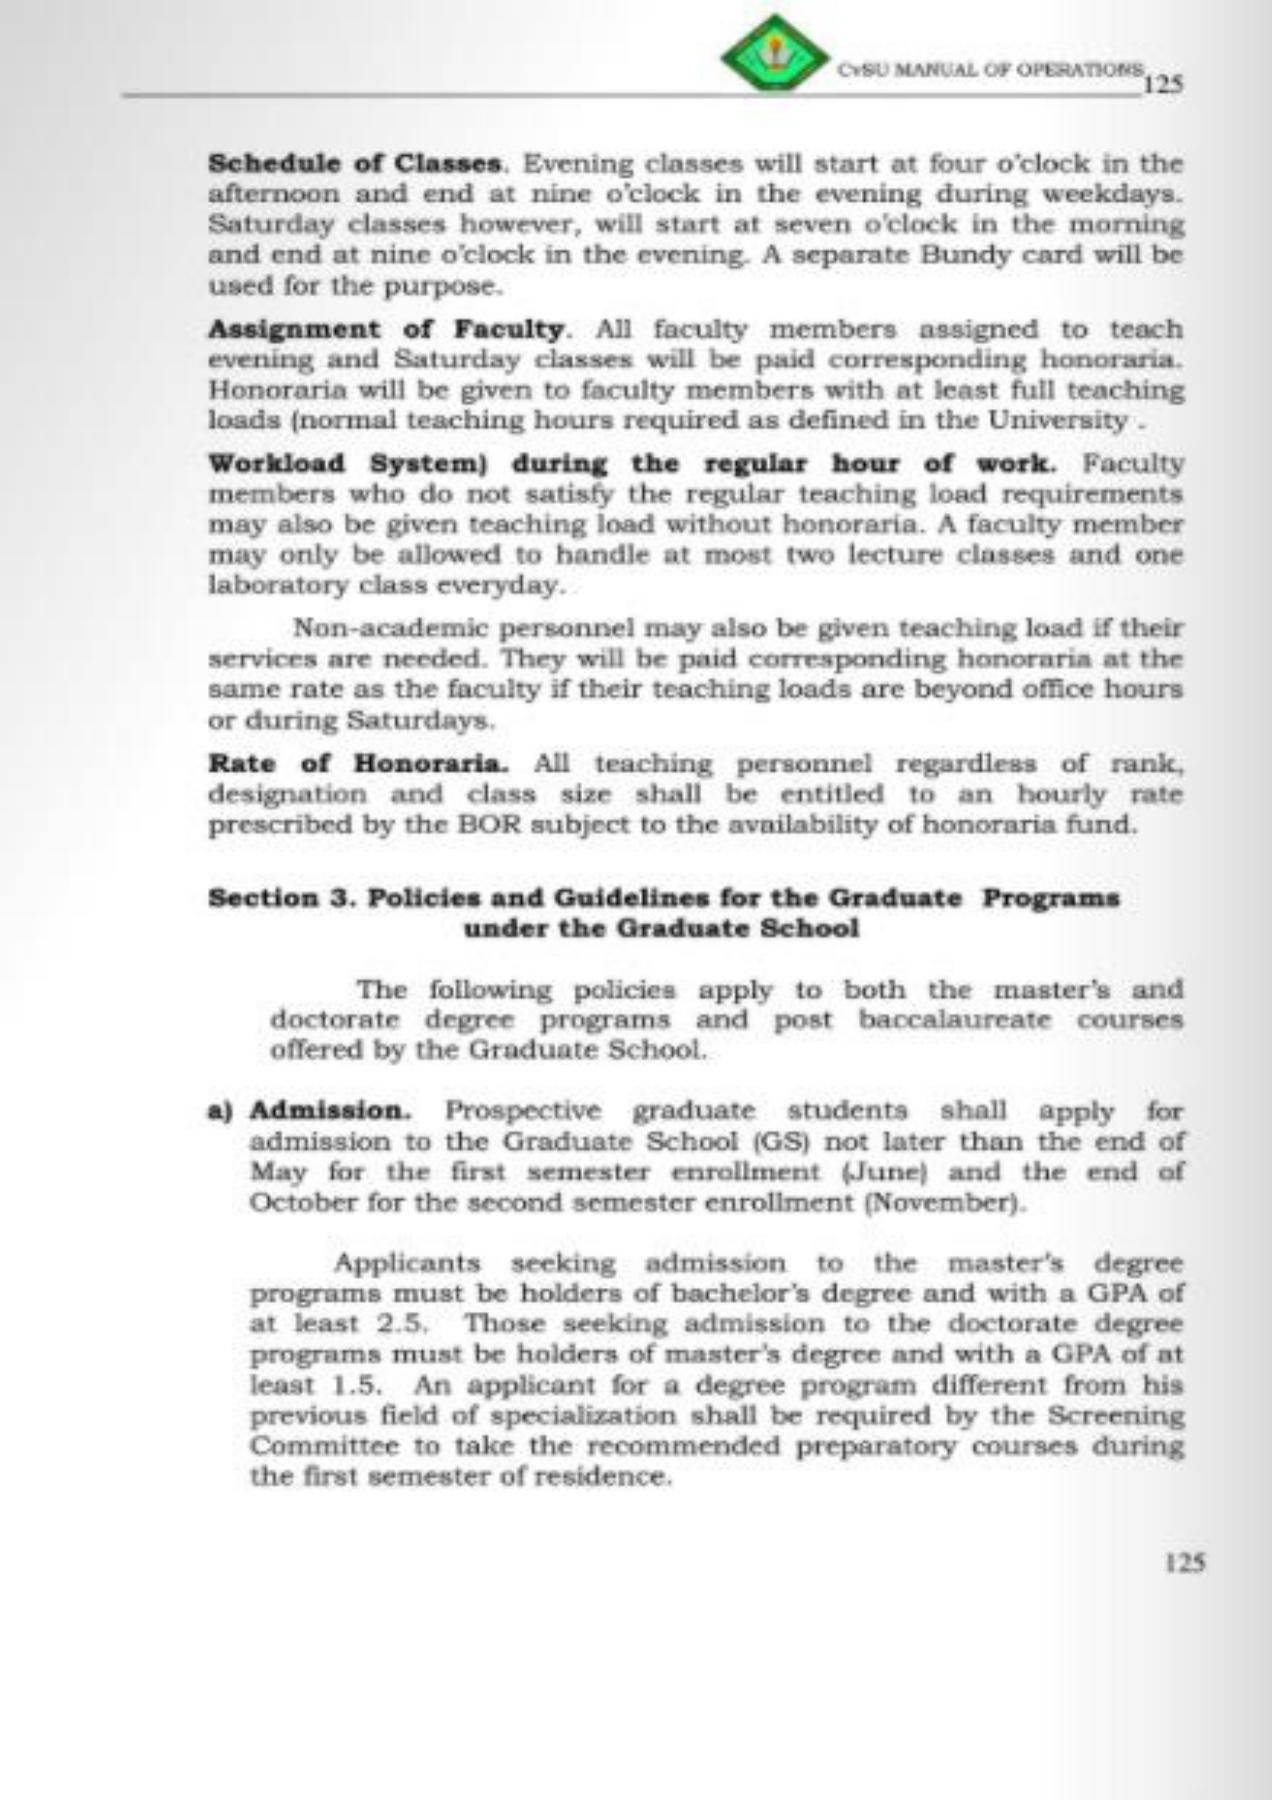 CvSU MANUAL OF OPERATIONS 125
Schedule of Classes. Evening classes will start at four o'clock in the
afternoon and end at nine o'clock in the evening during weekdays.
Saturday classes however, will start at seven o'clock in the morning
and end at nine o'clock in the evening. A separate Bundy card will be
used for the purpose.
Assignment of Faculty. All faculty members assigned to teach
evening and Saturday classes will be paid corresponding honoraria.
Honoraria will be given to faculty members with at least full teaching
loads (normal teaching hours required as defined in the University .
Workload System) during the regular hour of work. Faculty
members who do not satisfy the regular teaching load requirements
may also be given teaching load without honoraria. A faculty member
may only be allowed to handle at most two lecture classes and one
laboratory class everyday.
Non-academic personnel may also be given teaching load if their
services are needed. They will be paid corresponding honoraria at the
same rate as the faculty if their teaching loads are beyond office hours
or during Saturdays.
Rate of Honoraria. All teaching personnel regardless of rank,
designation and class size shall be entitled to an hourly rate
prescribed by the BOR subject to the availability of honoraria fund.
Section 3. Policies and Guidelines for the Graduate Programs
under the Graduate School
The following policies apply to both the master's and
doctorate degree programs and post baccalaureate courses
offered by the Graduate School.
a) Admission. Prospective graduate students shall apply for
admission to the Graduate School (GS) not later than the end of
May for the first semester enrollment (June) and the end of
October for the second semester enrollment (November).
Applicants seeking admission to the master's degree
programs must be holders of bachelor's degree and with a GPA of
at least 2.5. Those seeking admission to the doctorate degree
programs must be holders of master's degree and with a GPA of at
least 1.5. An applicant for a degree program different from his
previous field of specialization shall be required by the Screening
Committee to take the recommended preparatory courses during
the first semester of residence.
125